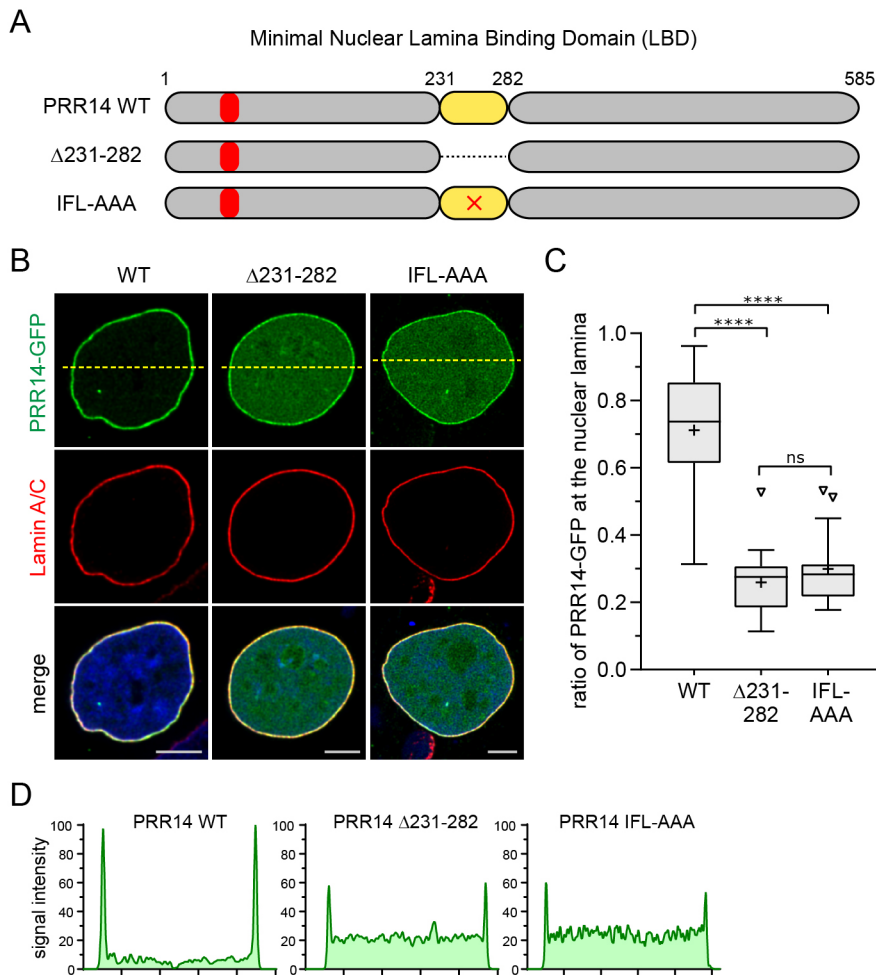 A
Minimal Nuclear Lamina Binding Domain (LBD)
1 231 282 585
PRR14 WT
Δ231-282
IFL-AAA
B
WT Δ231-282 IFL-AAA
PRR14-GFP
Lamin A/C
merge
C
ratio of PRR14-GFP at the nuclear lamina
1.0
0.8
0.6
0.4
0.2
0.0
****
****
ns
WT Δ231-282 IFL-AAA
D
signal intensity
PRR14 WT
100
80
60
40
20
0
PRR14 Δ231-282
100
80
60
40
20
0
PRR14 IFL-AAA
100
80
60
40
20
0